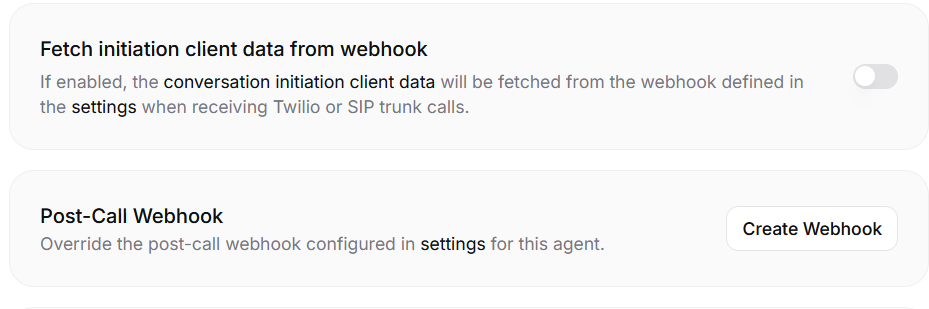 Fetch initiation client data from webhook
If enabled, the conversation initiation client data will be fetched from the webhook defined in
the settings when receiving Twilio or SIP trunk calls.
Post-Call Webhook
Override the post-call webhook configured in settings for this agent.
Create Webhook